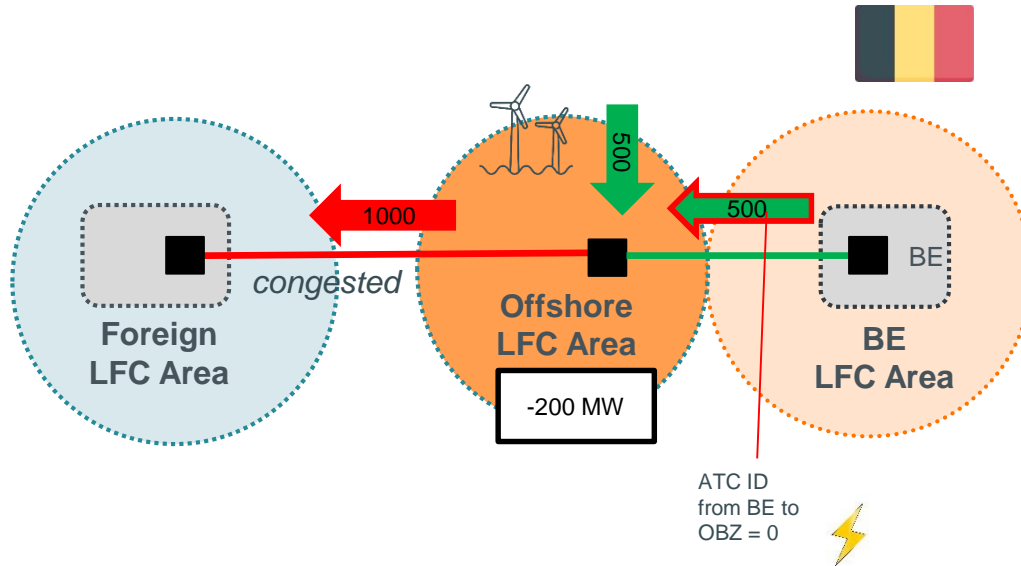 500
1000
500
congested
BE
Foreign
LFC Area
Offshore
LFC Area
BE
LFC Area
-200 MW
ATC ID
from BE to
OBZ = 0